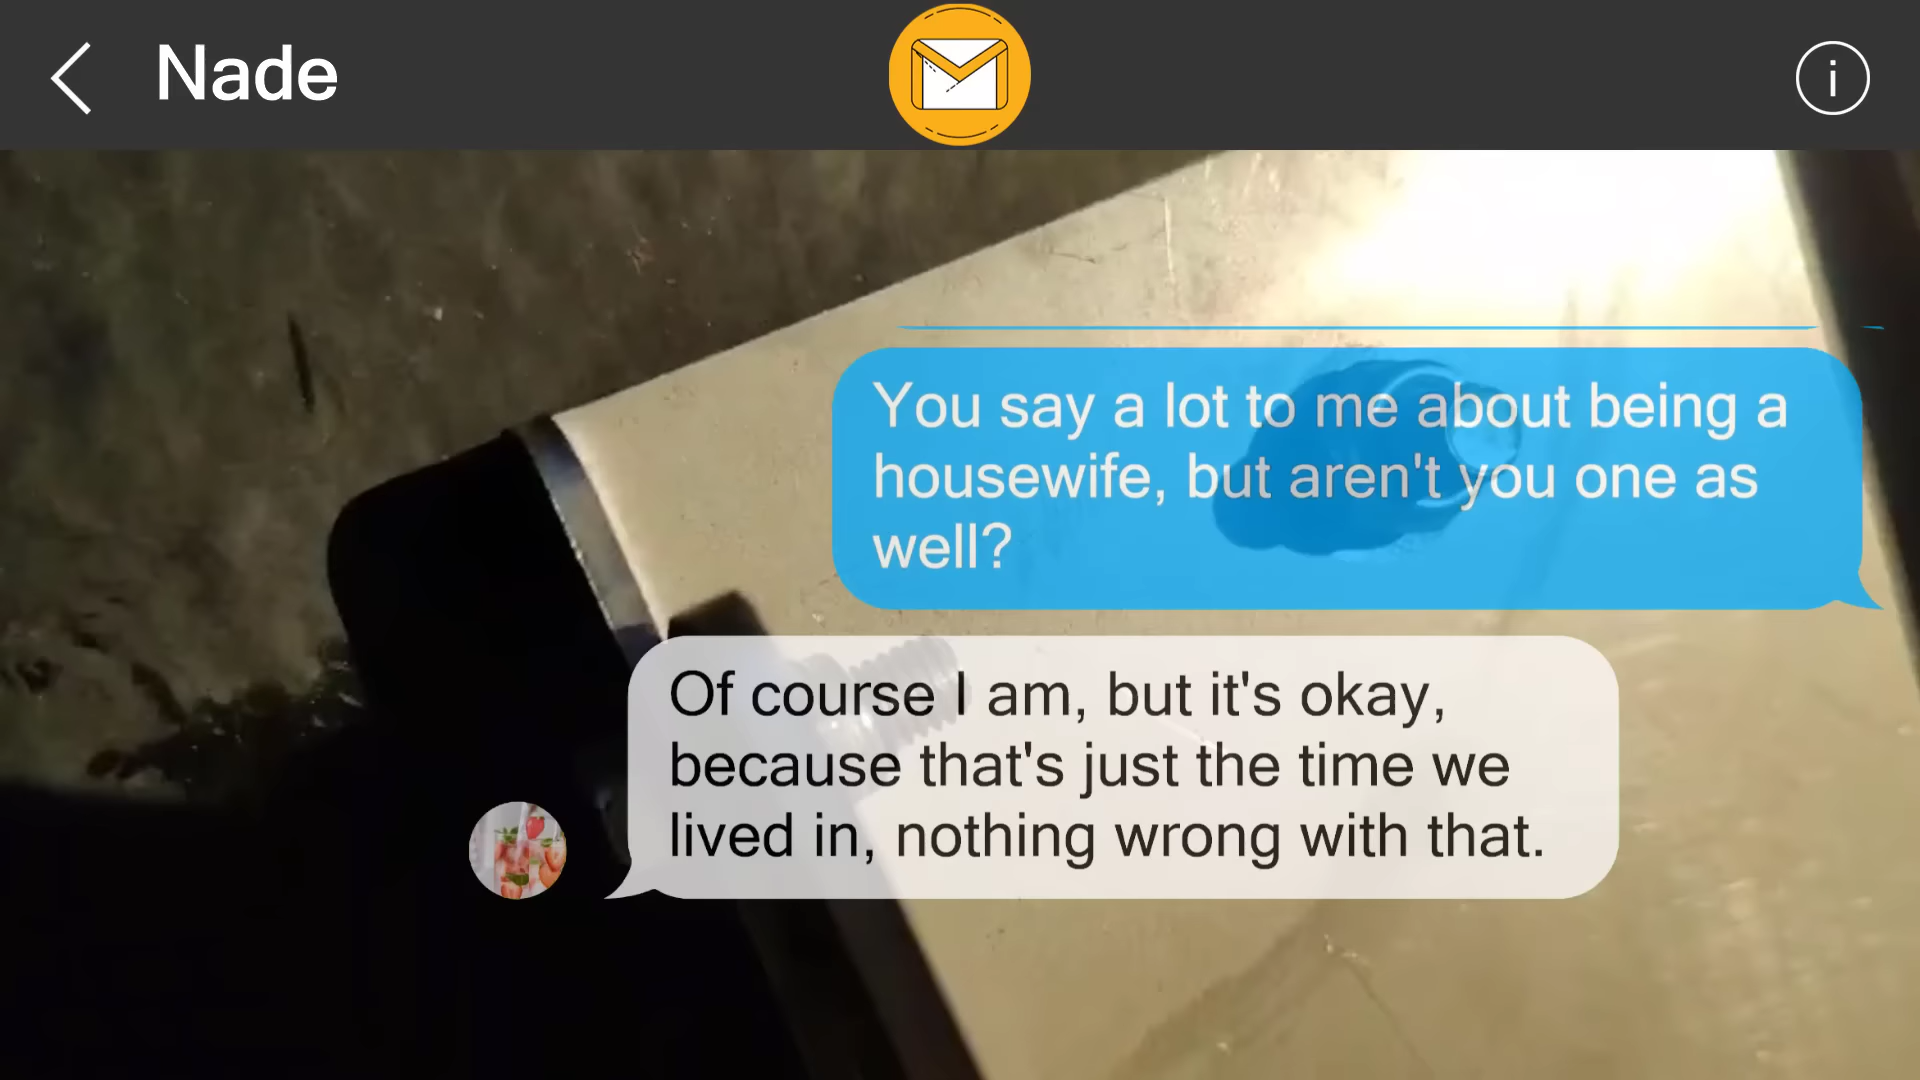 Nade
You say a lot to me about being a
housewife, but aren't you one as
well?
Of course I am, but it's okay,
because that's just the time we
lived in, nothing wrong with that.